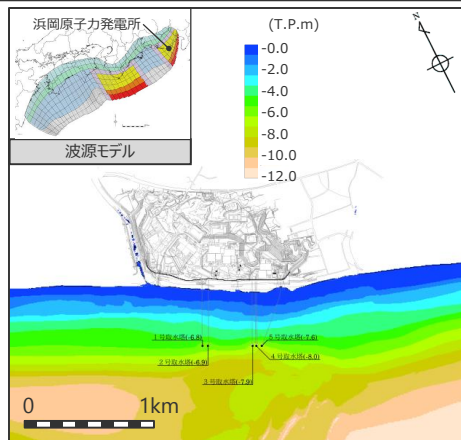 浜岡原子力発電所
波源モデル
(T.P.m)
-0.0
-2.0
-4.0
-6.0
-8.0
-10.0
-12.0
N
1号取水塔(-6.8)
5号取水塔(-7.6)
2号取水塔(-6.9)
4号取水塔(-8.0)
3号取水塔(-7.9)
0 1km